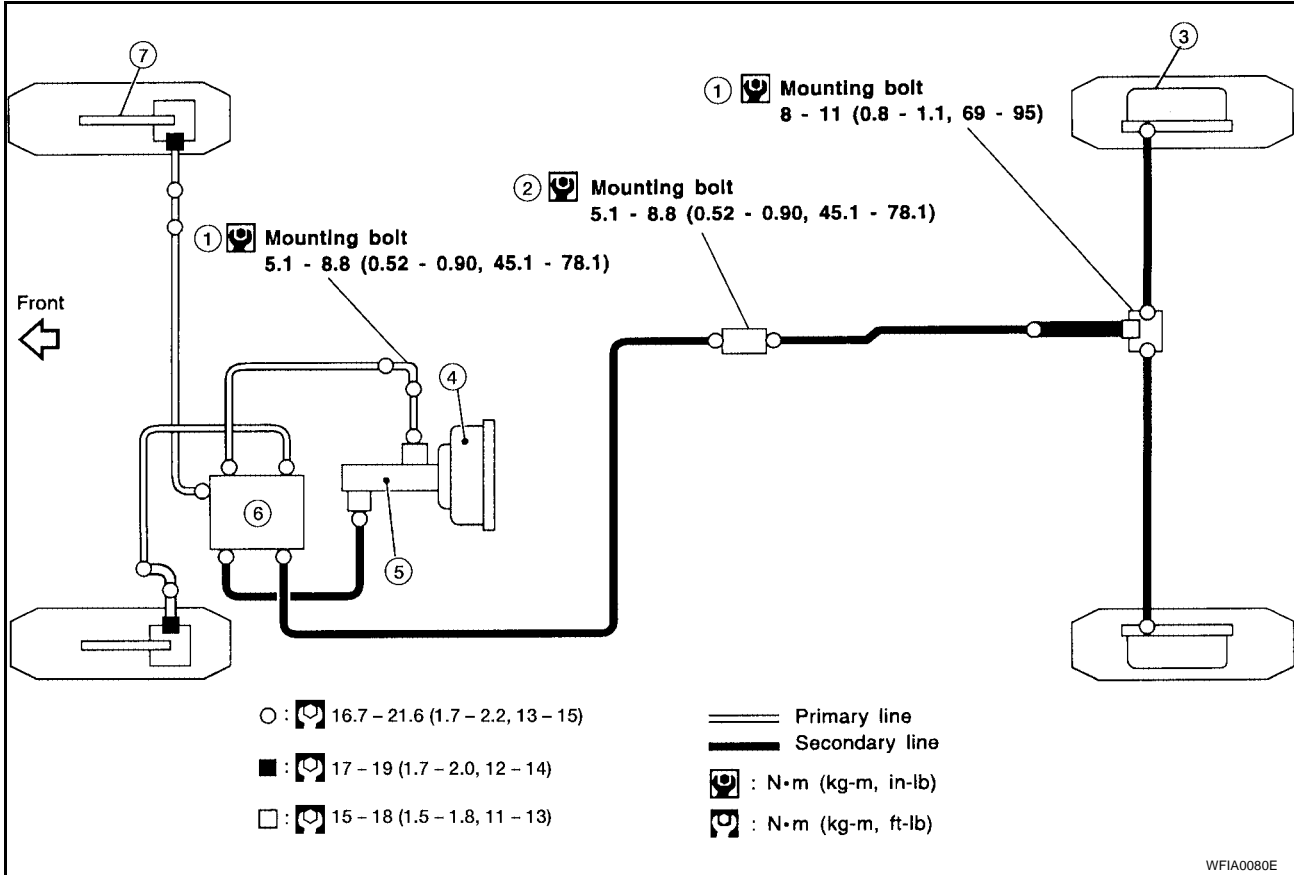 7
3
1 Mounting bolt
8 - 11 (0.8 - 1.1, 69 - 95)
2 Mounting bolt
5.1 - 8.8 (0.52 - 0.90, 45.1 - 78.1)
1 Mounting bolt
5.1 - 8.8 (0.52 - 0.90, 45.1 - 78.1)
Front
4
6
5
○ : 16.7 – 21.6 (1.7 – 2.2, 13 – 15)
■ : 17 – 19 (1.7 – 2.0, 12 – 14)
□ : 15 – 18 (1.5 – 1.8, 11 – 13)
Primary line
Secondary line
: N•m (kg-m, in-lb)
: N•m (kg-m, ft-lb)
WFIA0080E